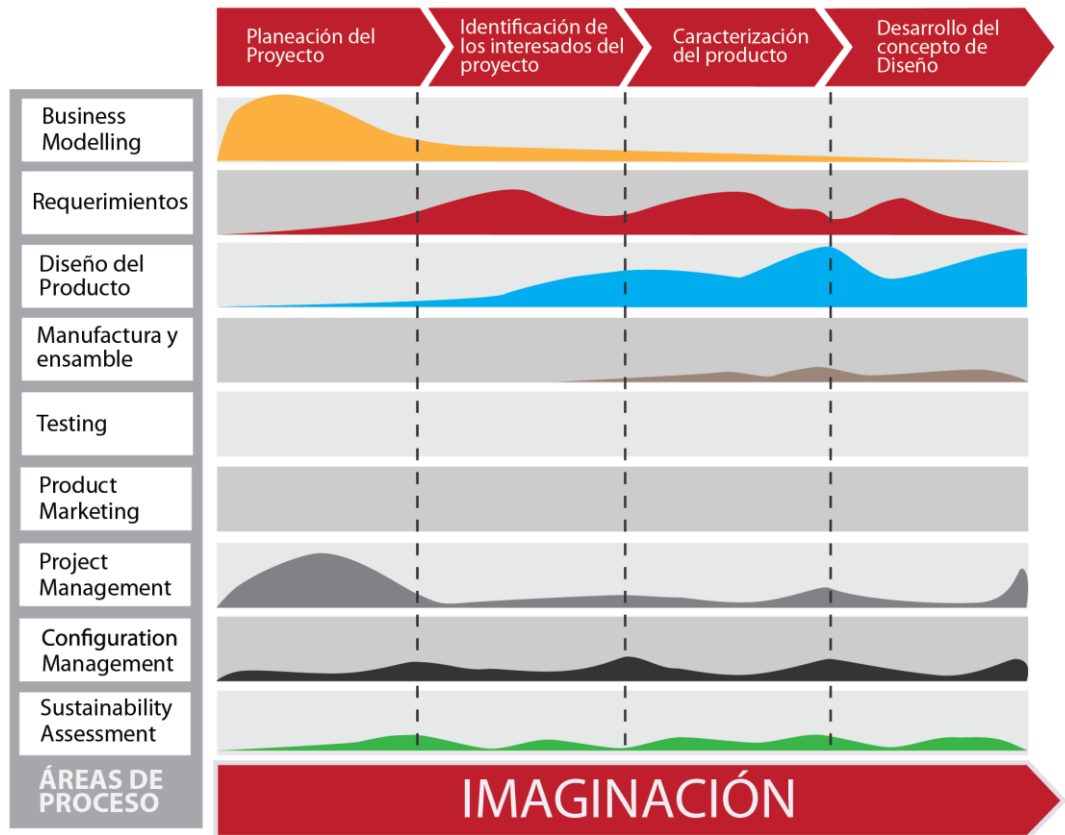 Planeación del
Proyecto
Identificación de
los interesados del
proyecto
Caracterización
del producto
Desarrollo del
concepto de
Diseño
Business
Modelling
Requerimientos
Diseño del
Producto
Manufactura y
ensamble
Testing
Product
Marketing
Project
Management
Configuration
Management
Sustainability
Assessment
ÁREAS DE
PROCESO
IMAGINACIÓN